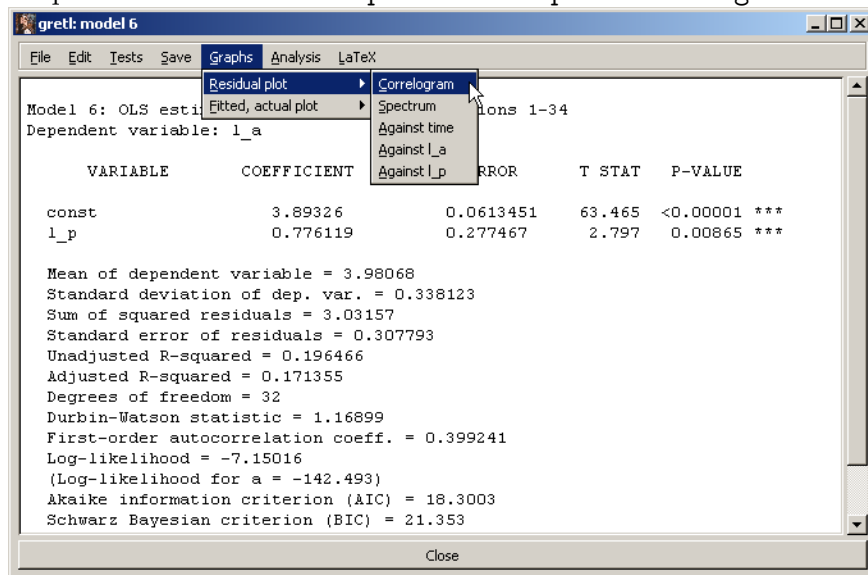 gretl: model 6
File Edit Tests Save Graphs Analysis LaTeX
Residual plot
Fitted, actual plot
Correlogram
Spectrum
Against time
Against l_a
Against l_p
Model 6: OLS esti ions 1-34
Dependent variable: l_a
VARIABLE COEFFICIENT RROR T STAT P-VALUE
const 3.89326 0.0613451 63.465 <0.00001 ***
l_p 0.776119 0.277467 2.797 0.00865 ***
Mean of dependent variable = 3.98068
Standard deviation of dep. var. = 0.338123
Sum of squared residuals = 3.03157
Standard error of residuals = 0.307793
Unadjusted R-squared = 0.196466
Adjusted R-squared = 0.171355
Degrees of freedom = 32
Durbin-Watson statistic = 1.16899
First-order autocorrelation coeff. = 0.399241
Log-likelihood = -7.15016
(Log-likelihood for a = -142.493)
Akaike information criterion (AIC) = 18.3003
Schwarz Bayesian criterion (BIC) = 21.353
Close